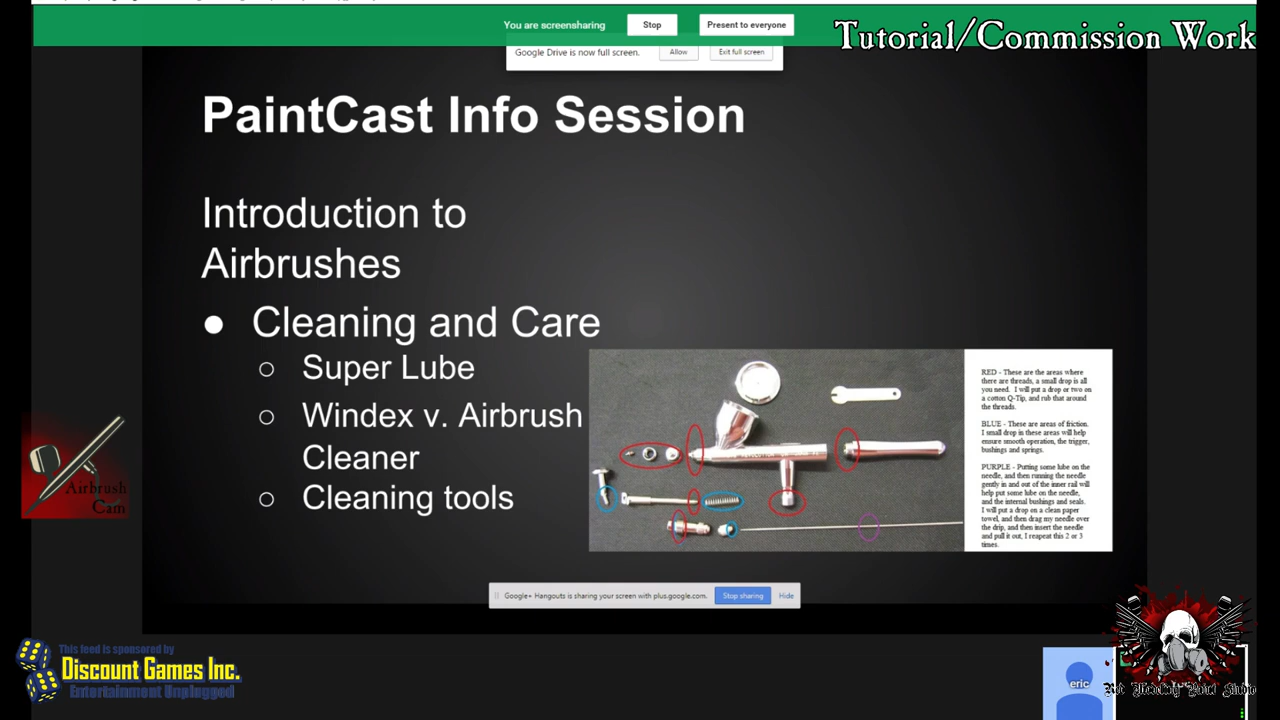 You are screensharing
Stop
Present to everyone
Tutorial/Commission Work
Google Drive is now full screen.
Allow
Exit full screen
PaintCast Info Session
Introduction to
Airbrushes
● Cleaning and Care
○ Super Lube
○ Windex v. Airbrush
Cleaner
○ Cleaning tools
RED - These are the areas where
there are threads, a small drop is all
you need. I will put a drop or two on
a cotton Q-Tip, and rub that around
the threads.
BLUE - These are areas of friction.
I small drop in these areas will help
ensure smooth operation, the trigger,
bushings and springs.
PURPLE - Putting some lube on the
needle, and then running the needle
gently in and out of the inner rail will
help put some lube on the needle,
and the internal bushings and seals.
I will put a drop on a clean paper
towel, and then drag my needle over
the drip, and then insert the needle
and pull it out, I repeat this 2 or 3
times.
Airbrush
Cam
Google+ Hangouts is sharing your screen with plus.google.com.
Stop sharing
Hide
This feed is sponsored by
Discount Games Inc.
Entertainment Unplugged
eric
Studio